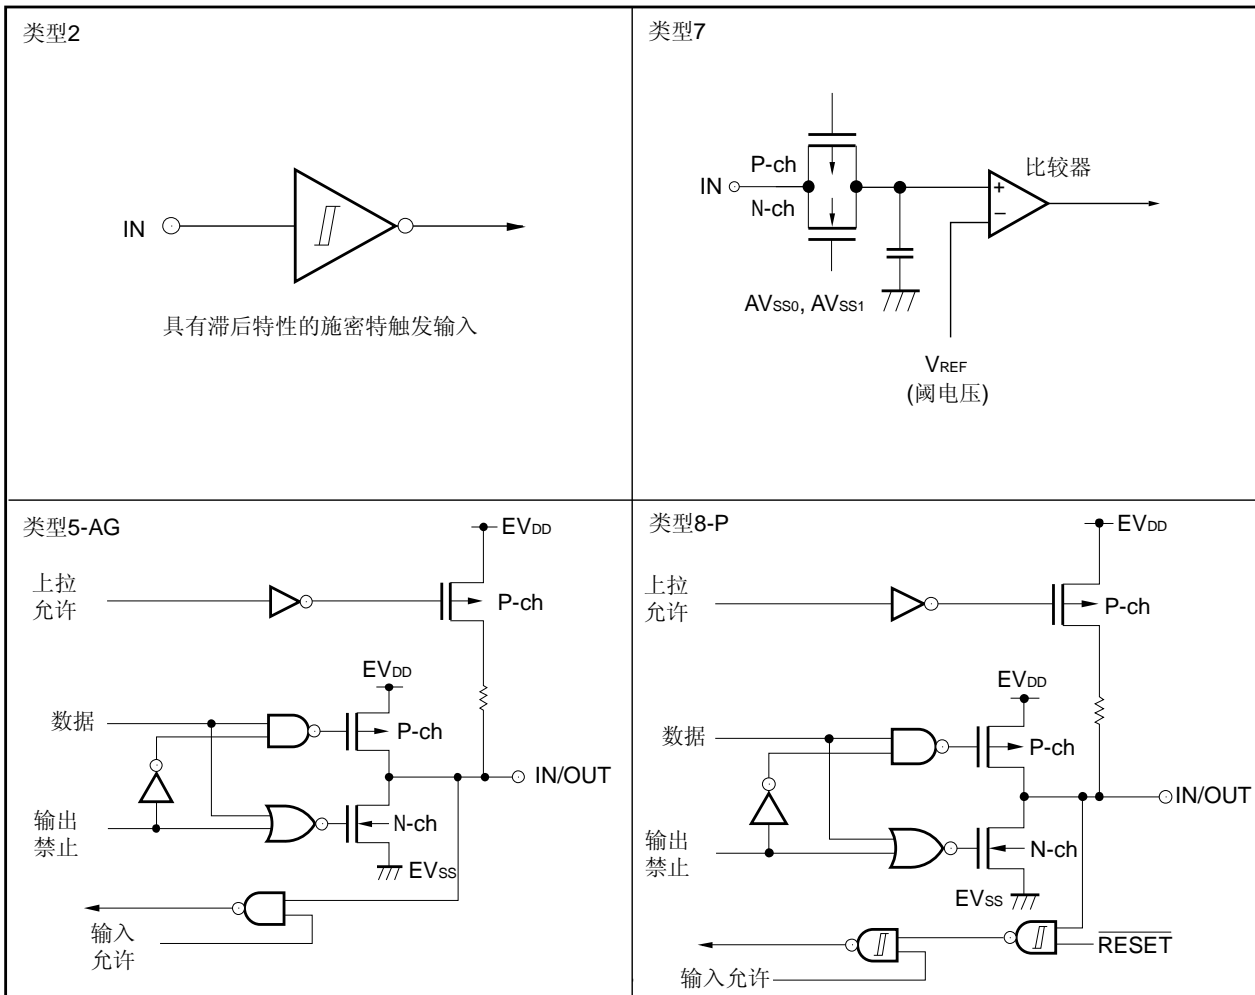 类型2
IN
具有滞后特性的施密特触发输入
类型7
P-ch
IN
N-ch
比较器
+
−
AVSS0, AVSS1
VREF
(阈电压)
类型5-AG
EVDD
上拉
允许
P-ch
EVDD
数据
P-ch
IN/OUT
输出
禁止
N-ch
EVSS
输入
允许
类型8-P
EVDD
上拉
允许
P-ch
EVDD
数据
P-ch
IN/OUT
输出
禁止
N-ch
EVSS
RESET
输入允许